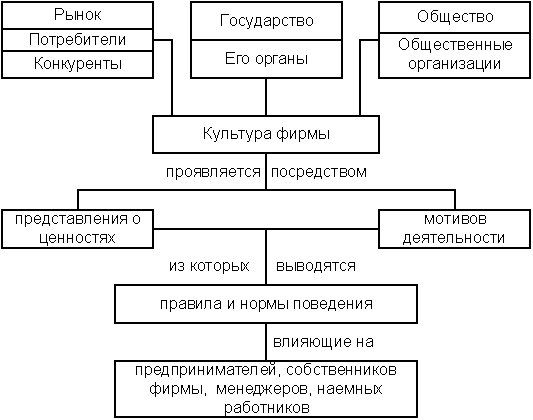 Рынок
Потребители
Конкуренты
Государство
Его органы
Общество
Общественные
организации
Культура фирмы
проявляется посредством
представления о
ценностях
мотивов
деятельности
из которых выводятся
правила и нормы поведения
влияющие на
предпринимателей, собственников
фирмы, менеджеров, наемных
работников